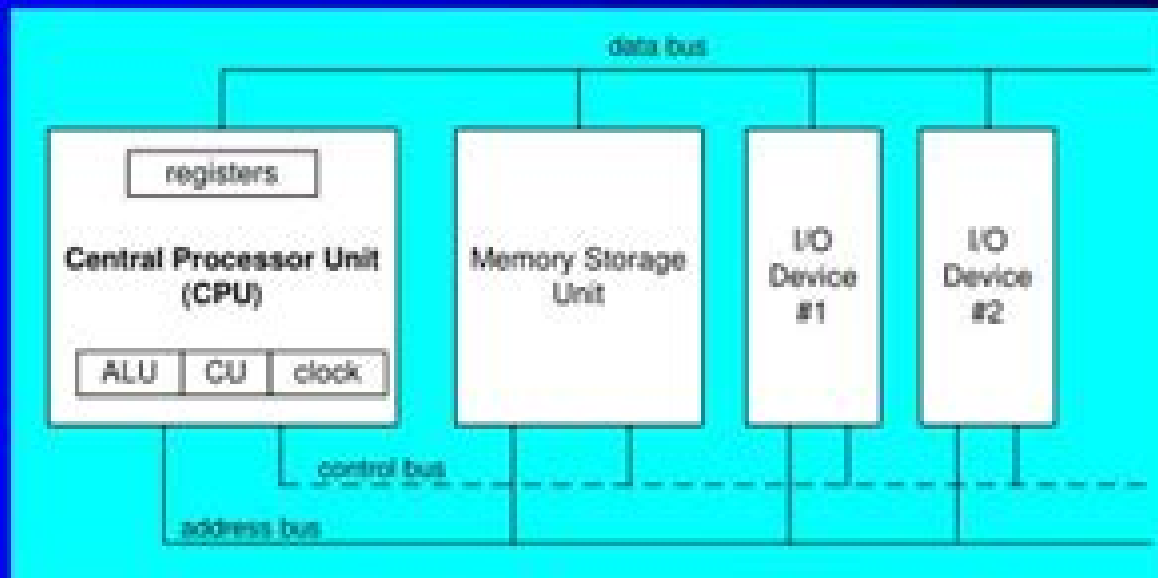 data bus
registers
Central Processor Unit
(CPU)
ALU CU clock
Memory Storage
Unit
I/O
Device
#1
I/O
Device
#2
control bus
address bus